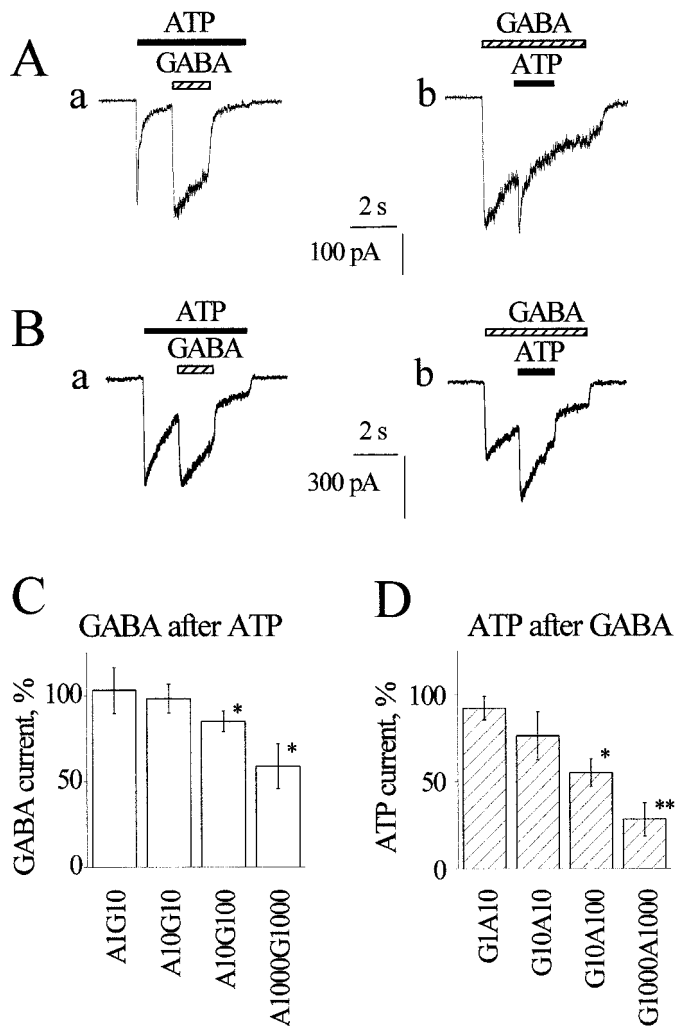 A
ATP
GABA
a
GABA
ATP
b
2 s
100 pA
B
ATP
GABA
a
GABA
ATP
b
2 s
300 pA
C
GABA after ATP
GABA current, %
100
50
0
*
*
A1G10
A10G10
A10G100
A1000G1000
D
ATP after GABA
ATP current, %
100
50
0
*
**
G1A10
G10A10
G10A100
G1000A1000